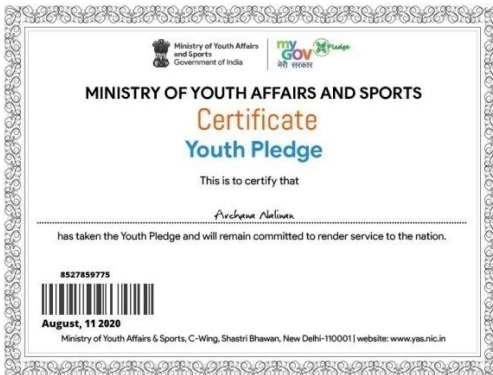 Ministry of Youth Affairs
and Sports
Government of India
my
GOV
मेरी सरकार
Pledge
MINISTRY OF YOUTH AFFAIRS AND SPORTS
Certificate
Youth Pledge
This is to certify that
Archana Nalinan
has taken the Youth Pledge and will remain committed to render service to the nation.
8527859775
August, 11 2020
Ministry of Youth Affairs & Sports, C-Wing, Shastri Bhawan, New Delhi-110001 | website: www.yas.nic.in